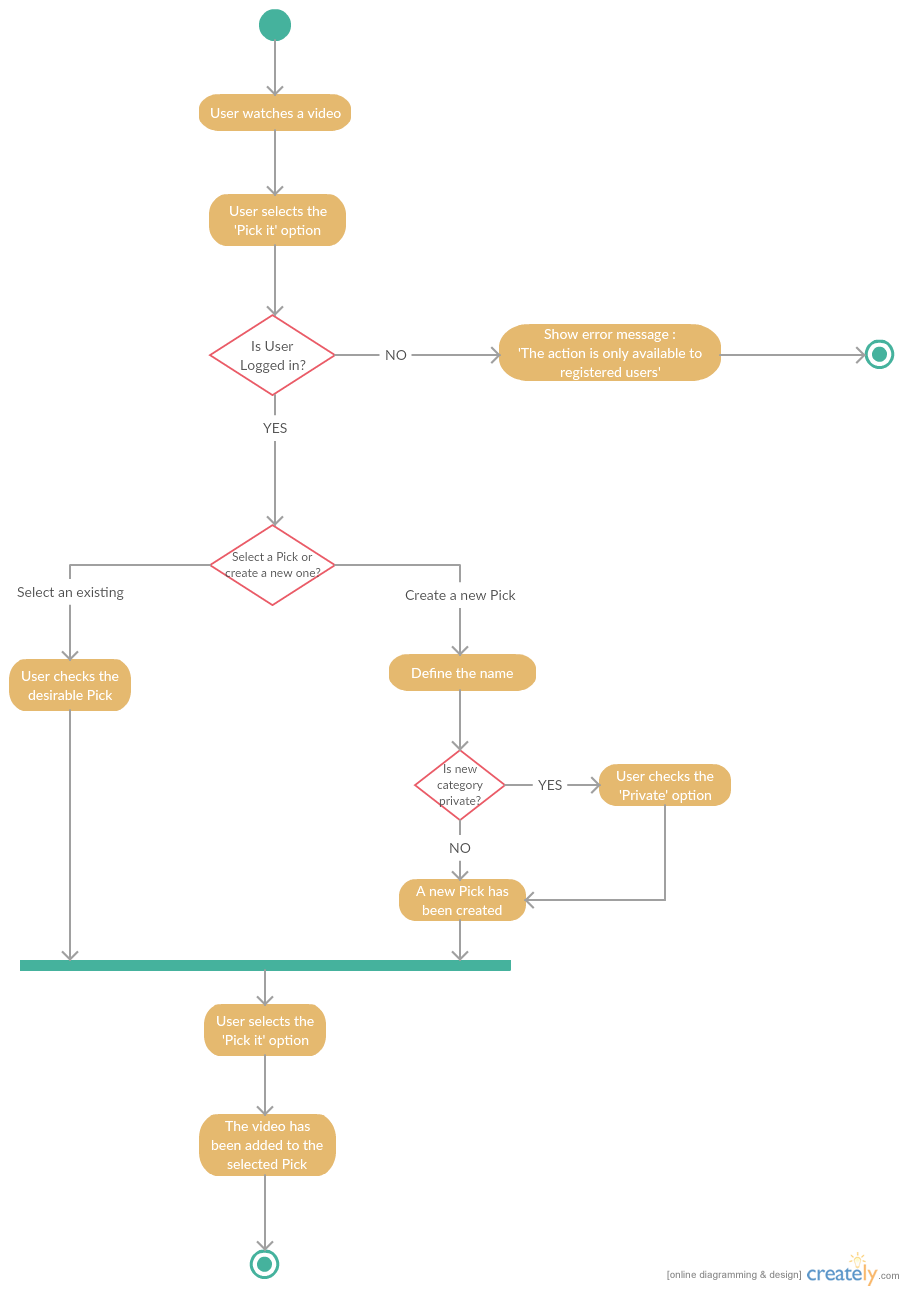 User watches a video
User selects the
'Pick it' option
Is User
Logged in?
NO
Show error message :
'The action is only available to
registered users'
YES
Select a Pick or
create a new one?
Select an existing
Create a new Pick
User checks the
desirable Pick
Define the name
Is new
category
private?
YES
User checks the
'Private' option
NO
A new Pick has
been created
User selects the
'Pick it' option
The video has
been added to the
selected Pick
[online diagramming & design] creately.com